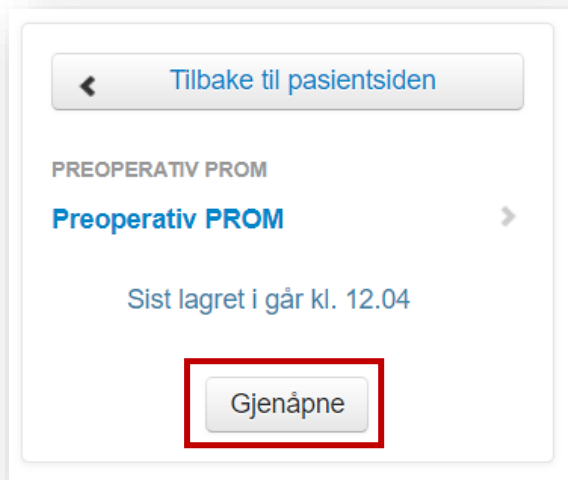 Tilbake til pasientsiden
PREOPERATIV PROM
Preoperativ PROM
Sist lagret i går kl. 12.04
Gjenåpne